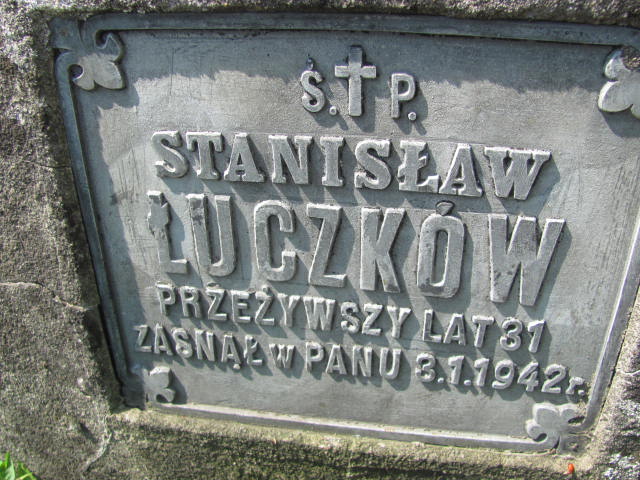 Ś. P.
STANISŁAW
ŁUCZKÓW
PRZEŻYWSZY LAT 31
ZASNĄŁ W PANU 3.1.1942 r.